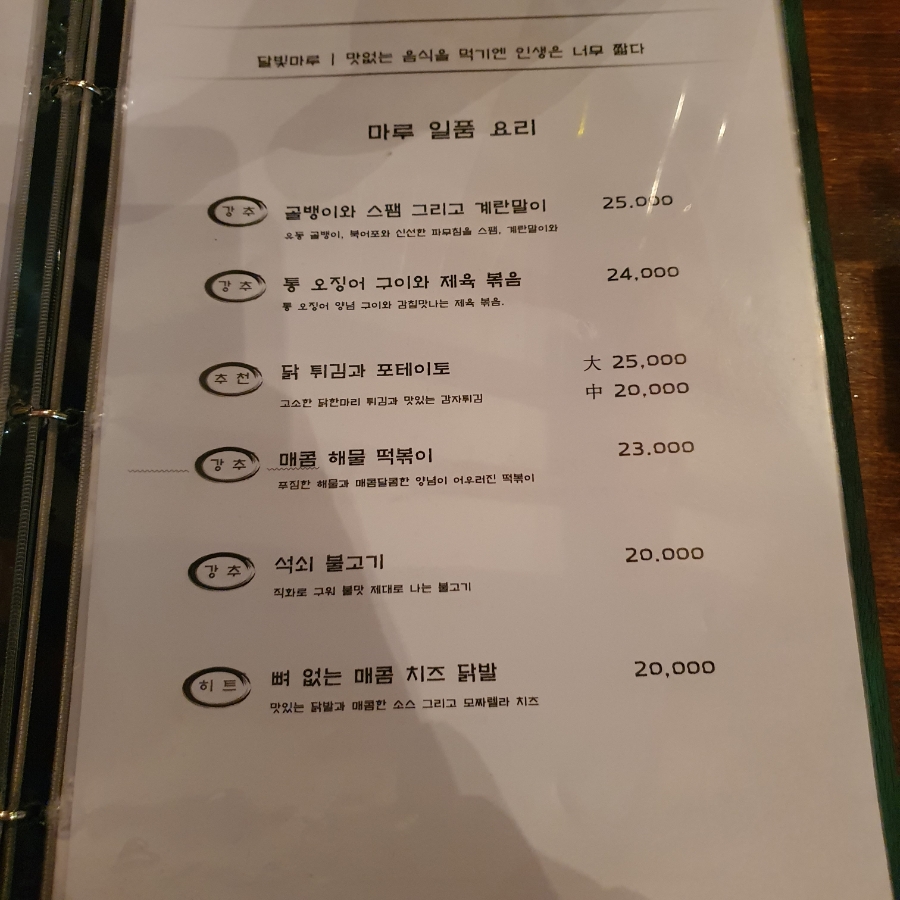 달빛마루 | 맛없는 음식을 먹기엔 인생은 너무 짧다
마루 일품 요리
강추 골뱅이와 스팸 그리고 계란말이 25.000
유동 골뱅이, 북어포와 신선한 파무침을 스팸, 계란말이와
강추 통 오징어 구이와 제육 볶음 24,000
통 오징어 양념 구이와 감칠맛나는 제육 볶음.
추천 닭 튀김과 포테이토 大 25,000
고소한 닭한마리 튀김과 맛있는 감자튀김 中 20,000
강추 매콤 해물 떡볶이 23.000
푸짐한 해물과 매콤달콤한 양념이 어우러진 떡볶이
강추 석쇠 불고기 20.000
직화로 구워 불맛 제대로 나는 불고기
히트 뼈 없는 매콤 치즈 닭발 20,000
맛있는 닭발과 매콤한 소스 그리고 모짜렐라 치즈